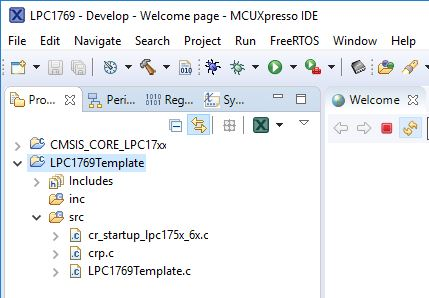 LPC1769 - Develop - Welcome page - MCUXpresso IDE
File Edit Navigate Search Project Run FreeRTOS Window Help
Pro... Peri... Reg... Sy... Welcome
CMSIS_CORE_LPC17xx
LPC1769Template
Includes
inc
src
cr_startup_lpc175x_6x.c
crp.c
LPC1769Template.c